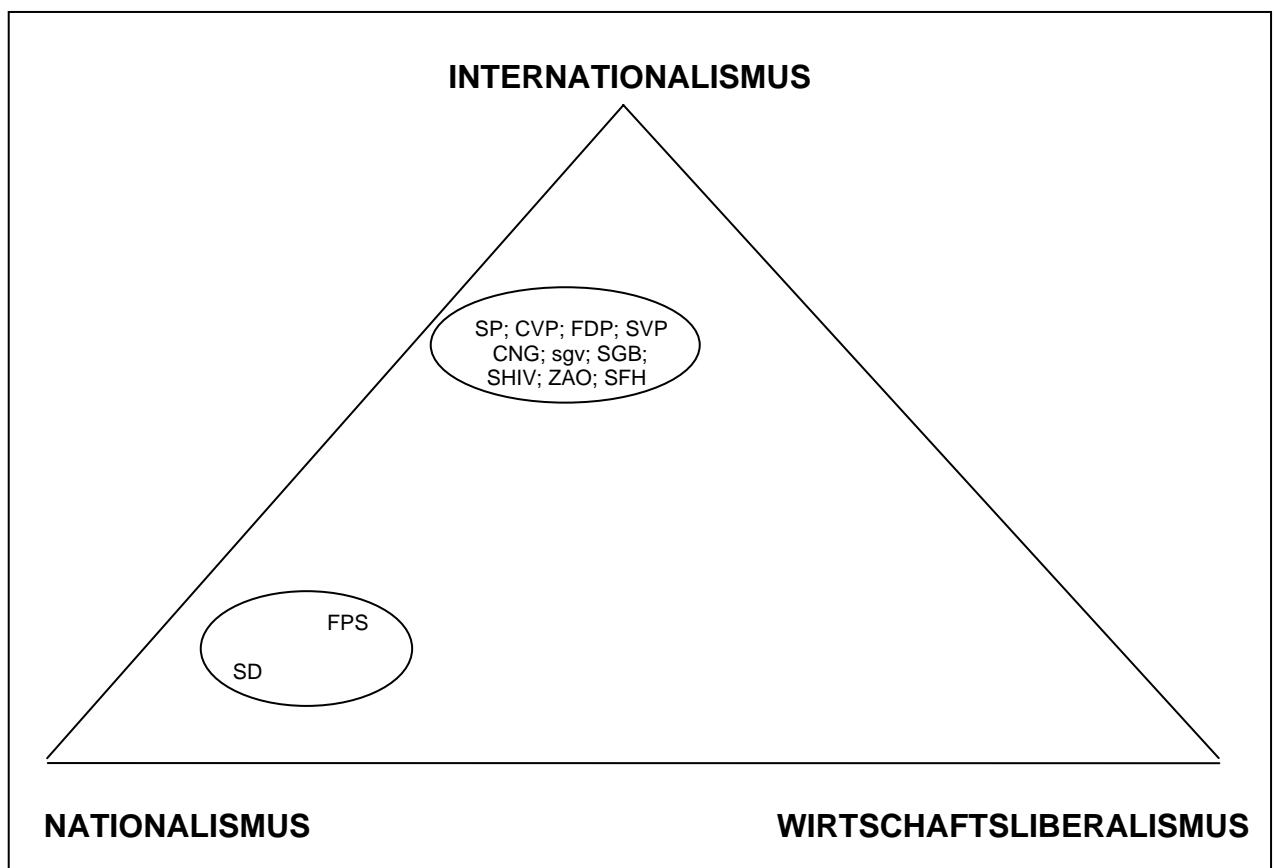 INTERNATIONALISMUS
SP; CVP; FDP; SVP
CNG; sgv; SGB;
SHIV; ZAO; SFH
FPS
SD
NATIONALISMUS
WIRTSCHAFTSLIBERALISMUS